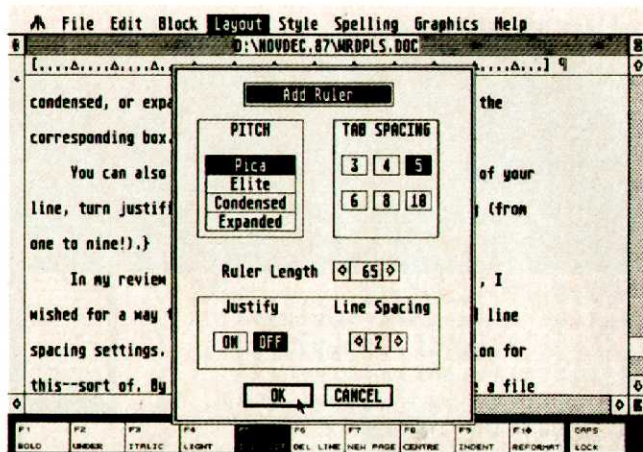 File Edit Block Layout Style Spelling Graphics Help
D:\NOVDEC.87\WRDPLS.DOC
Add Ruler
condensed, or expa the
PITCH TAB SPACING
corresponding box.
Pica 3 4 5
You can also of your
Elite
line, turn justif (from
Condensed 6 8 10
Expanded
one to nine!).}
Ruler Length 65
In my review , I
Justify Line Spacing
wished for a way line
ON OFF 2
spacing settings. on for
this--sort of. By a file
OK CANCEL
F1 F2 F3 F4 F6 F7 F8 F9 F10 CAPS
BOLD UNDER ITALIC LIGHT DEL LINE NEW PAGE CENTRE INDENT REFORMAT LOCK